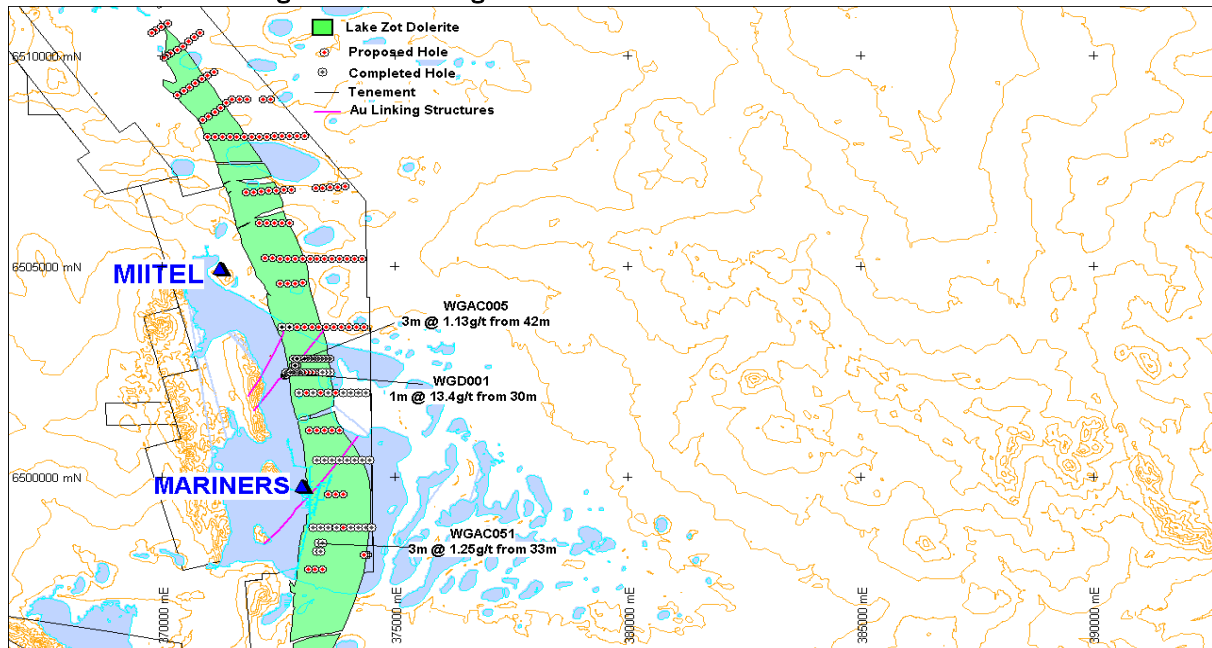 Lake Zot Dolerite
6510000 mN
Proposed Hole
Completed Hole
Tenement
Au Linking Structures
6505000 mN
MIITEL
WGAC005
3m @ 1.13g/t from 42m
WGD001
1m @ 13.4g/t from 30m
6500000 mN
MARINERS
WGAC051
3m @ 1.25g/t from 33m
370000 mE
375000 mE
380000 mE
385000 mE
390000 mE